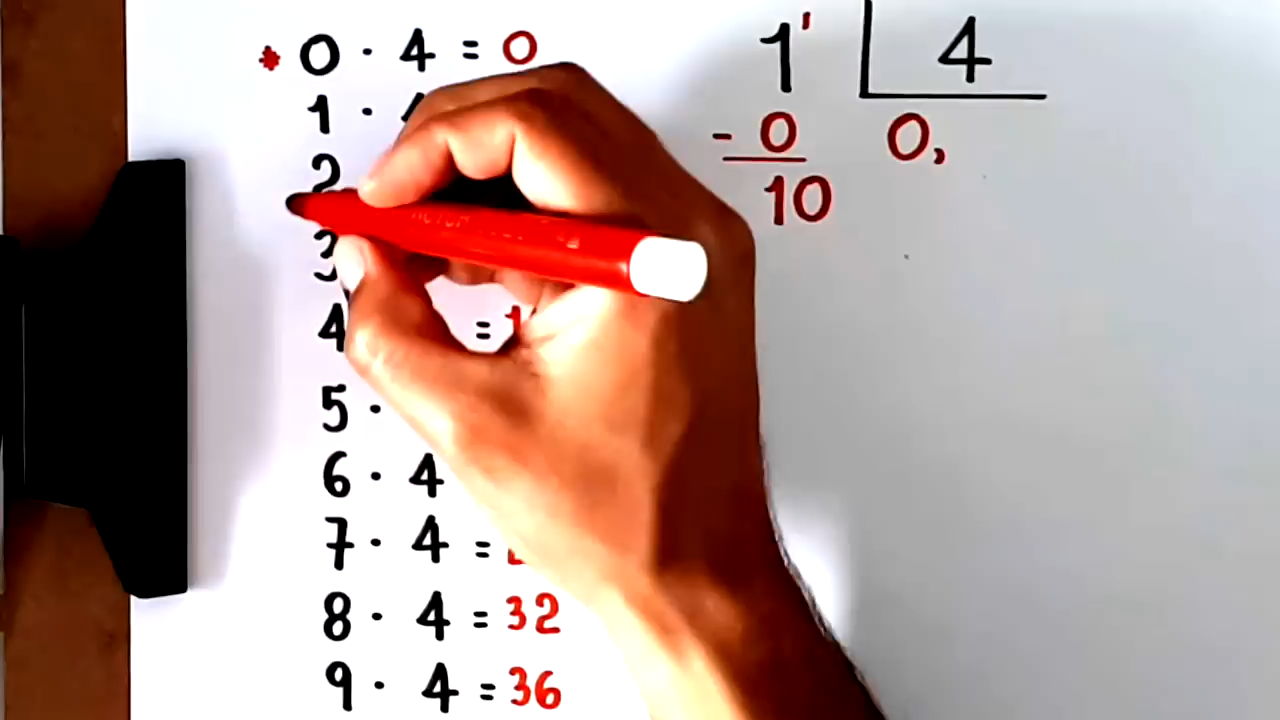 * 0 · 4 = 0
1 ·
2
3
4 =
5 ·
6 · 4
7 · 4 =
8 · 4 = 32
9 · 4 = 36
1' 4
- 0 0,
10